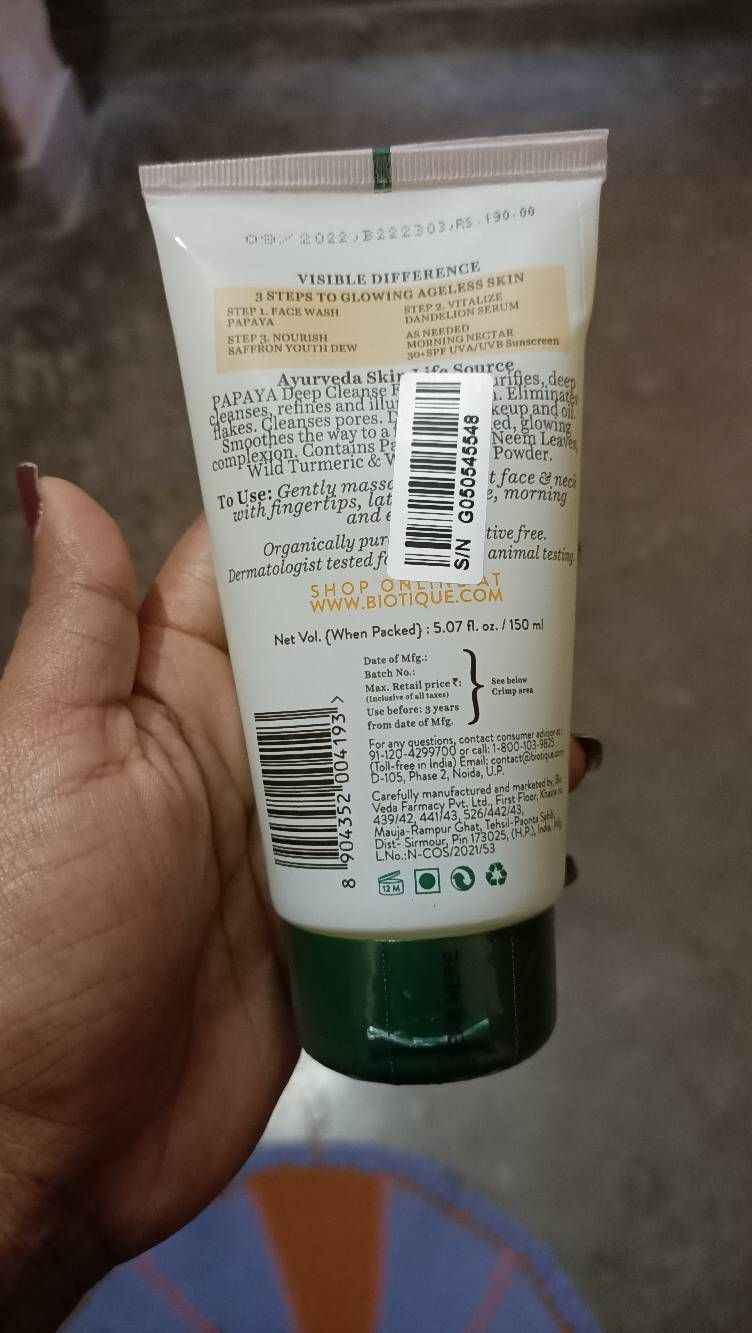 2022,B222303,RS.190.00
VISIBLE DIFFERENCE
3 STEPS TO GLOWING AGELESS SKIN
STEP 1. FACE WASH
PAPAYA
STEP 2. VITALIZE
DANDELION SERUM
STEP 3. NOURISH
SAFFRON YOUTH DEW
AS NEEDED
MORNING NECTAR
30+SPF UVA/UVB Sunscreen
Ayurveda Skin Life Source
PAPAYA Deep Cleanse urifies, deep
cleanses, refines and Eliminates
flakes. Cleanses pores. keup and oil.
Smoothes the way to a ed, glowing
complexion. Contains Neem Leaves,
Wild Turmeric & Powder.
To Use: Gently face & neck
with fingertips, morning
and
Organically tive free.
Dermatologist tested animal testing.
S/N G050545548
SHOP ONLINE AT
WWW.BIOTIQUE.COM
Net Vol. {When Packed} : 5.07 fl. oz. / 150 ml
Date of Mfg.:
Batch No.:
Max. Retail price ₹:
(Inclusive of all taxes)
Use before: 3 years
from date of Mfg.
See below
Crimp area
For any questions, contact consumer advisor at:
91-120-4299700 or call: 1-800-103-9825
(Toll-free in India) Email: contact@biotique.com
D-105, Phase 2, Noida, U.P.
Carefully manufactured and marketed by, Bio
Veda Farmacy Pvt. Ltd., First Floor, Khasra
439/42, 441/43, 526/442/43,
Mauja-Rampur Ghat, Tehsil-Paonta Sahib,
Dist- Sirmour, Pin 173025, (H.P.), India,
L.No.:N-COS/2021/53
8 904352 004193 >
12 M
HERE